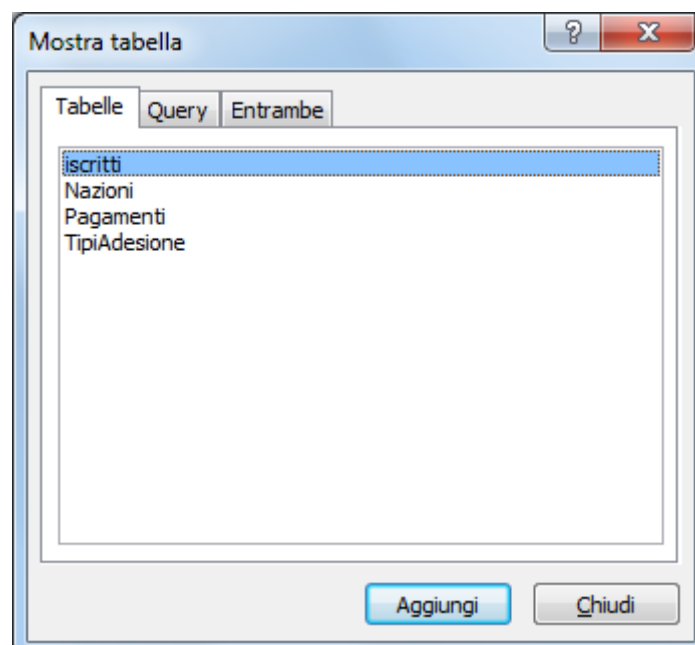 Mostra tabella
Tabelle Query Entrambe
iscritti
Nazioni
Pagamenti
TipiAdesione
Aggiungi Chiudi